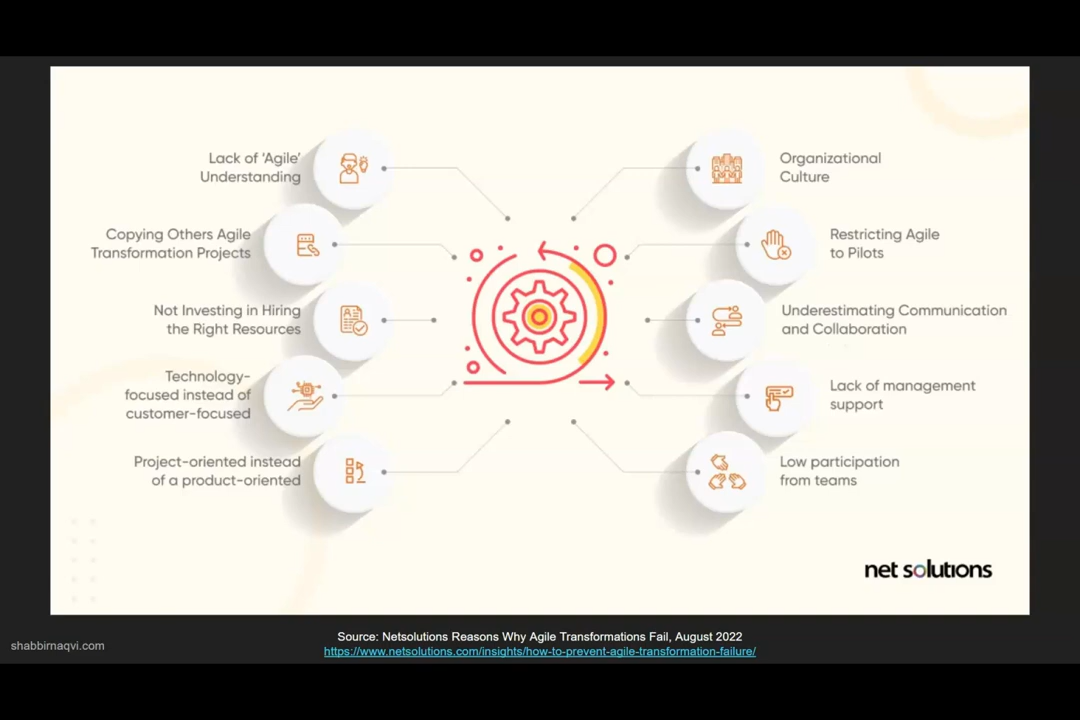 Lack of 'Agile'
Understanding
Copying Others Agile
Transformation Projects
Not Investing in Hiring
the Right Resources
Technology-
focused instead of
customer-focused
Project-oriented instead
of a product-oriented
Organizational
Culture
Restricting Agile
to Pilots
Underestimating Communication
and Collaboration
Lack of management
support
Low participation
from teams
net solutions
shabbirnaqvi.com
Source: Netsolutions Reasons Why Agile Transformations Fail, August 2022
https://www.netsolutions.com/insights/how-to-prevent-agile-transformation-failure/